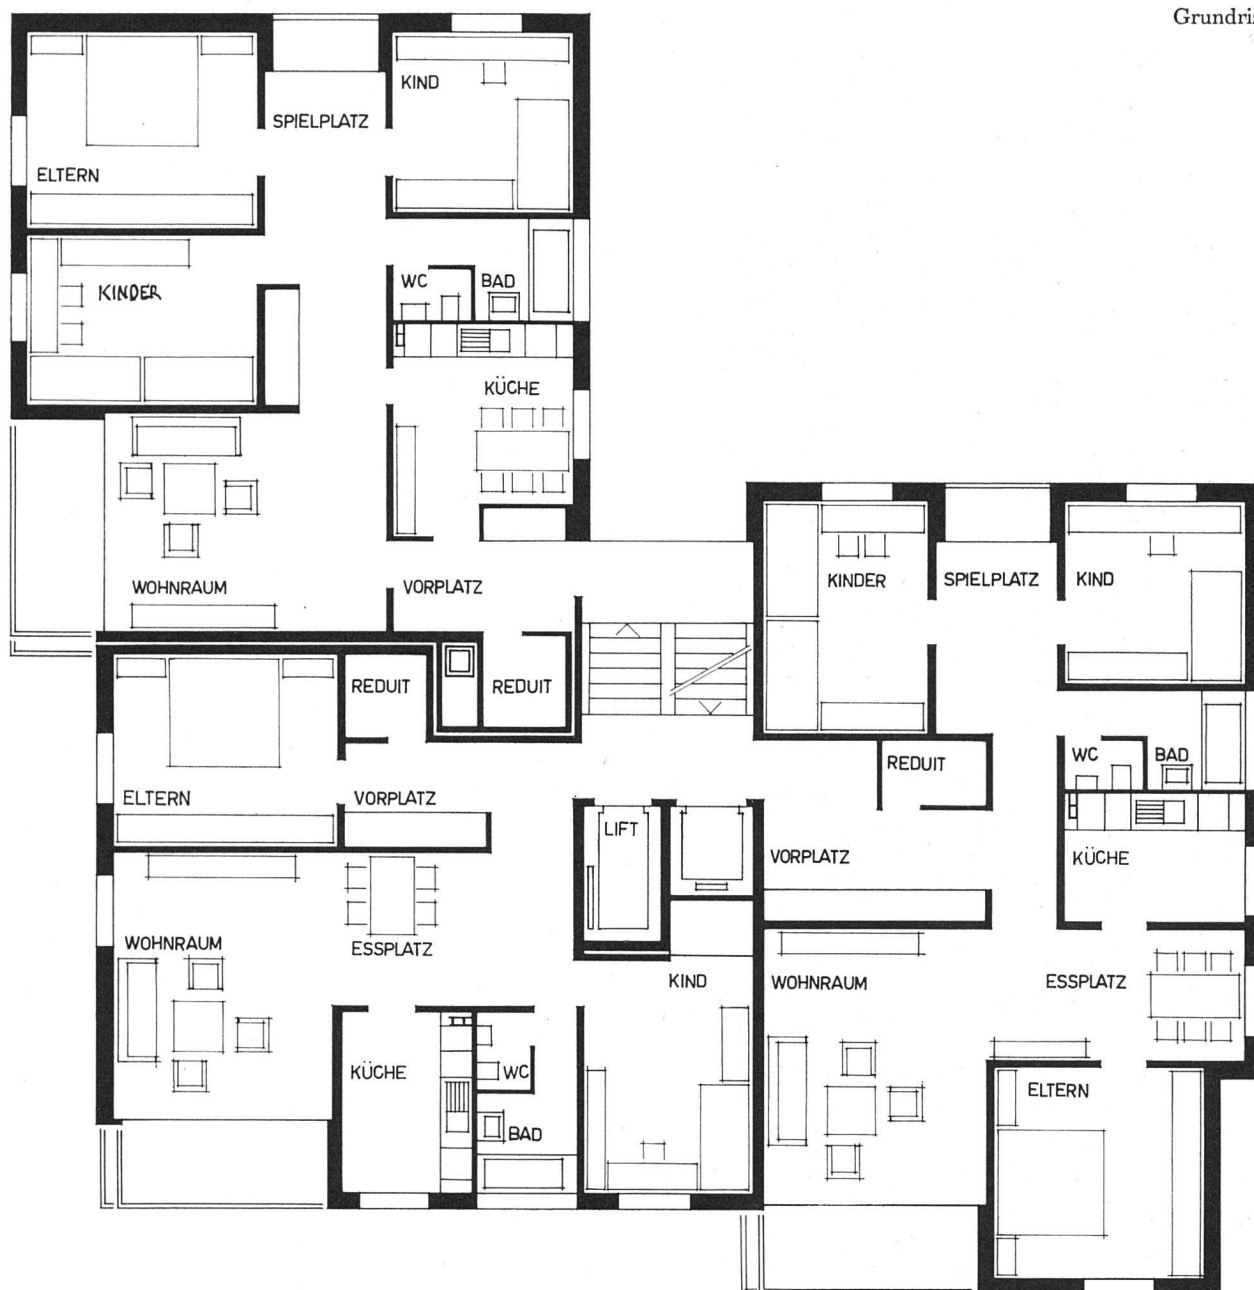 Grundri
KIND
SPIELPLATZ
ELTERN
WC
BAD
KINDER
KÜCHE
WOHNRAUM
VORPLATZ
KINDER
SPIELPLATZ
KIND
REDUIT
REDUIT
WC
BAD
REDUIT
ELTERN
VORPLATZ
LIFT
VORPLATZ
KÜCHE
WOHNRAUM
ESSPLATZ
KIND
WOHNRAUM
ESSPLATZ
KÜCHE
WC
BAD
ELTERN